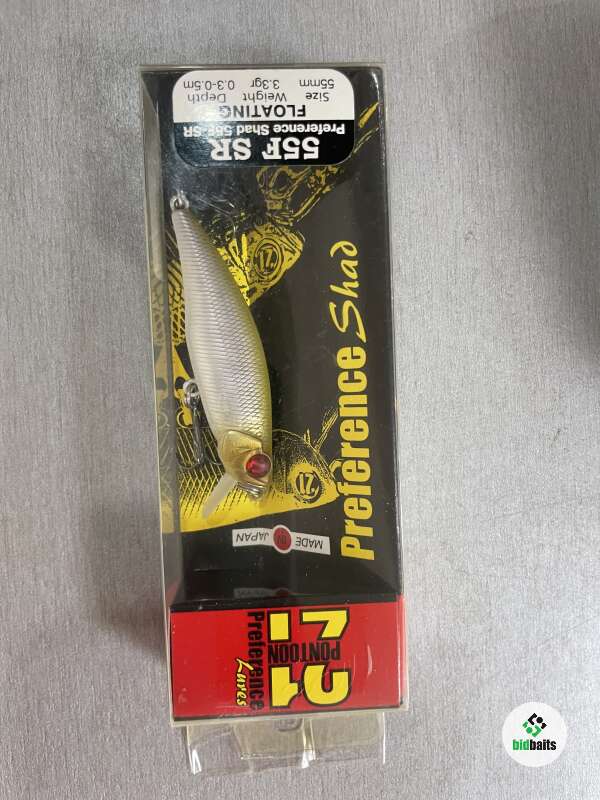 55F SR
Preference Shad 55F-SR
FLOATING
Size Weight Depth
55mm 3.3gr 0.3-0.5m
Preference Shad
MADE IN JAPAN
21
PONTOON
Preference
Lures
bidbaits